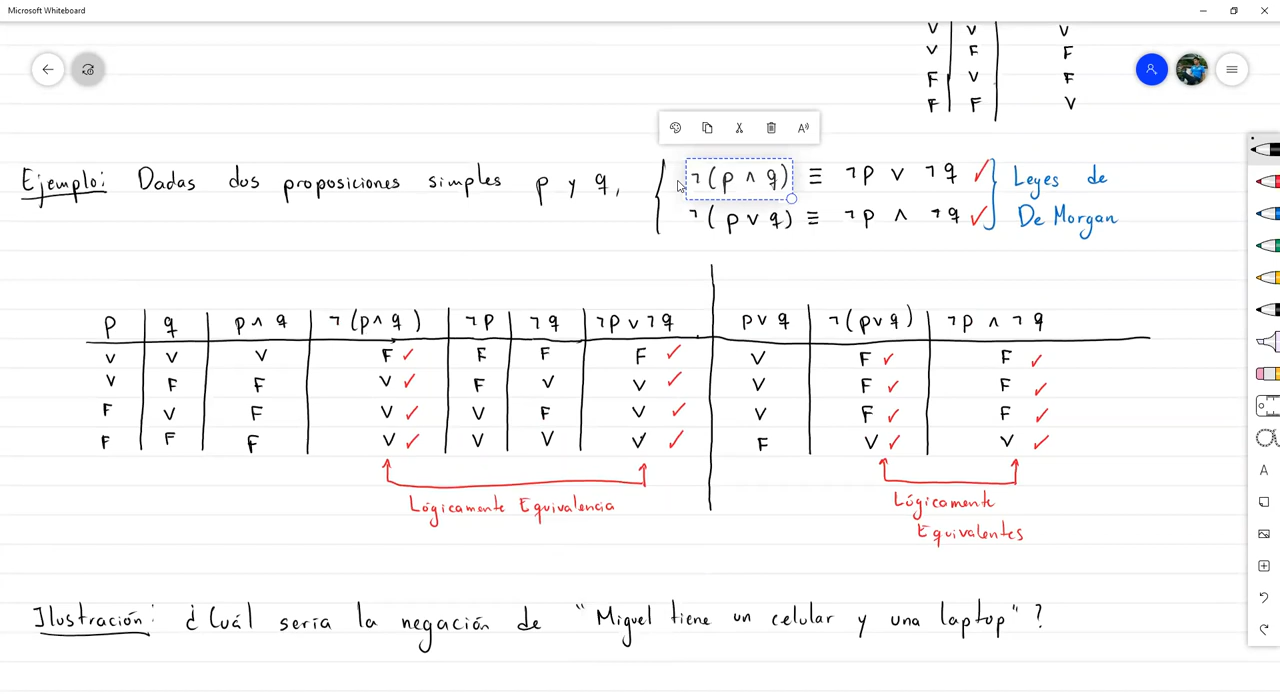 Microsoft Whiteboard
V V V
V F F
F V F
F F V
Ejemplo: Dadas dos proposiciones simples p y q,
¬(p ∧ q) ≡ ¬p ∨ ¬q ✓
¬(p ∨ q) ≡ ¬p ∧ ¬q ✓
Leyes de
De Morgan
p q p ∧ q ¬(p ∧ q) ¬p ¬q ¬p ∨ ¬q p ∨ q ¬(p ∨ q) ¬p ∧ ¬q
V V V F ✓ F F F ✓ V F ✓ F ✓
V F F V ✓ F V V ✓ V F ✓ F ✓
F V F V ✓ V F V ✓ V F ✓ F ✓
F F F V ✓ V V V ✓ F V ✓ V ✓
Lógicamente Equivalencia
Lógicamente
Equivalentes
Ilustración: ¿Cuál sería la negación de "Miguel tiene un celular y una laptop"?